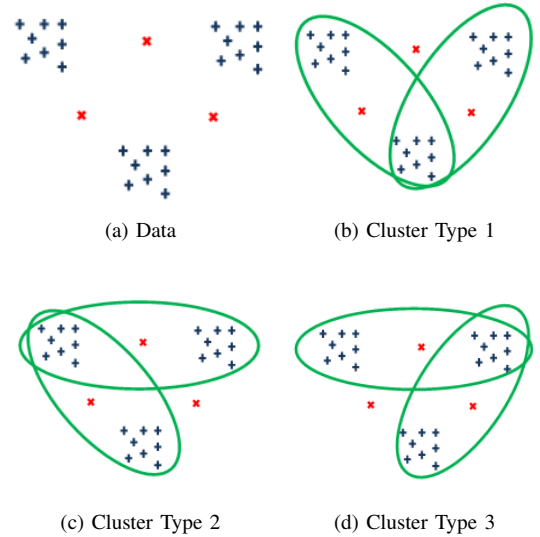 (a) Data
(b) Cluster Type 1
(c) Cluster Type 2
(d) Cluster Type 3